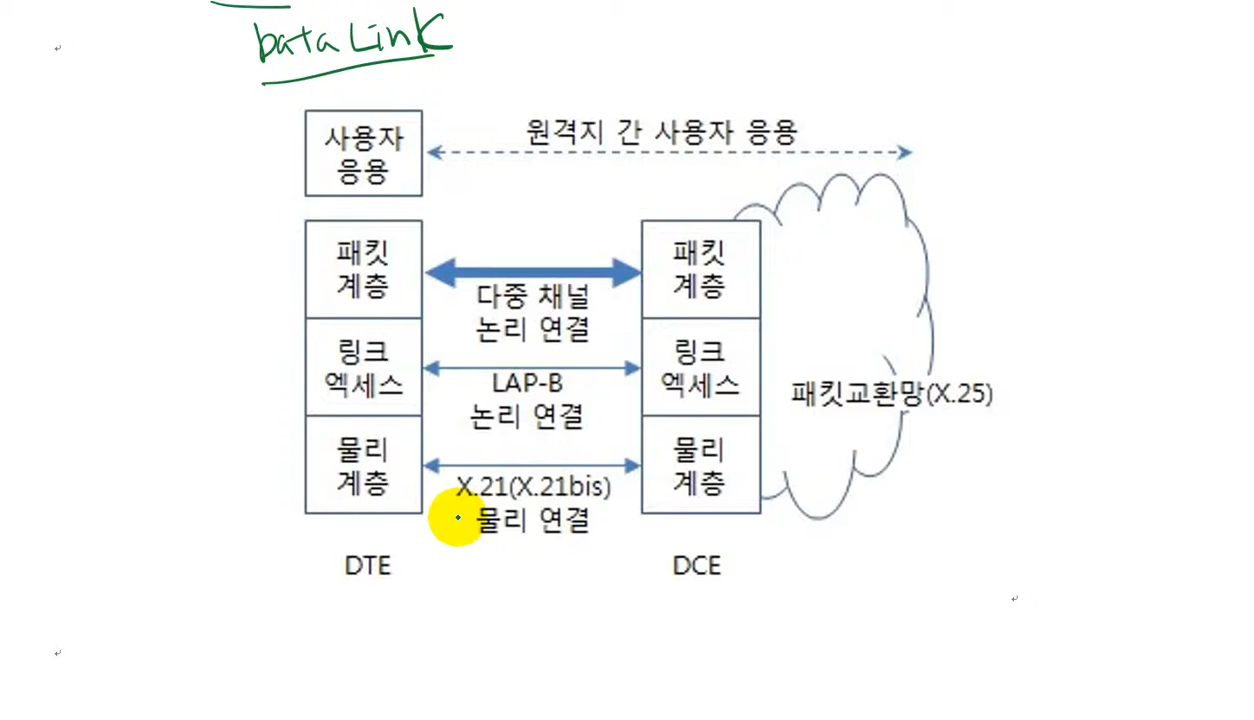 Data Link
사용자
응용
원격지 간 사용자 응용
패킷
계층
다중 채널
논리 연결
패킷
계층
링크
엑세스
LAP-B
논리 연결
링크
엑세스
패킷교환망(X.25)
물리
계층
X.21(X.21bis)
물리 연결
물리
계층
DTE
DCE